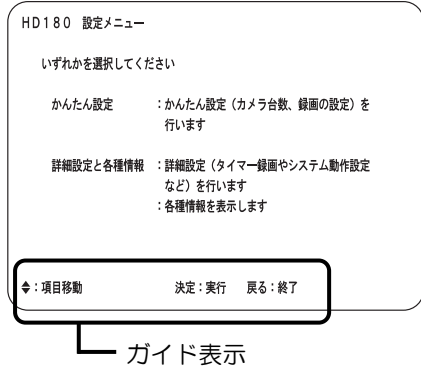 HD180 設定メニュー
いずれかを選択してください
かんたん設定 :かんたん設定(カメラ台数、録画の設定)を
行います
詳細設定と各種情報 :詳細設定(タイマー録画やシステム動作設定
など)を行います
:各種情報を表示します
◆:項目移動 決定:実行 戻る:終了
ガイド表示